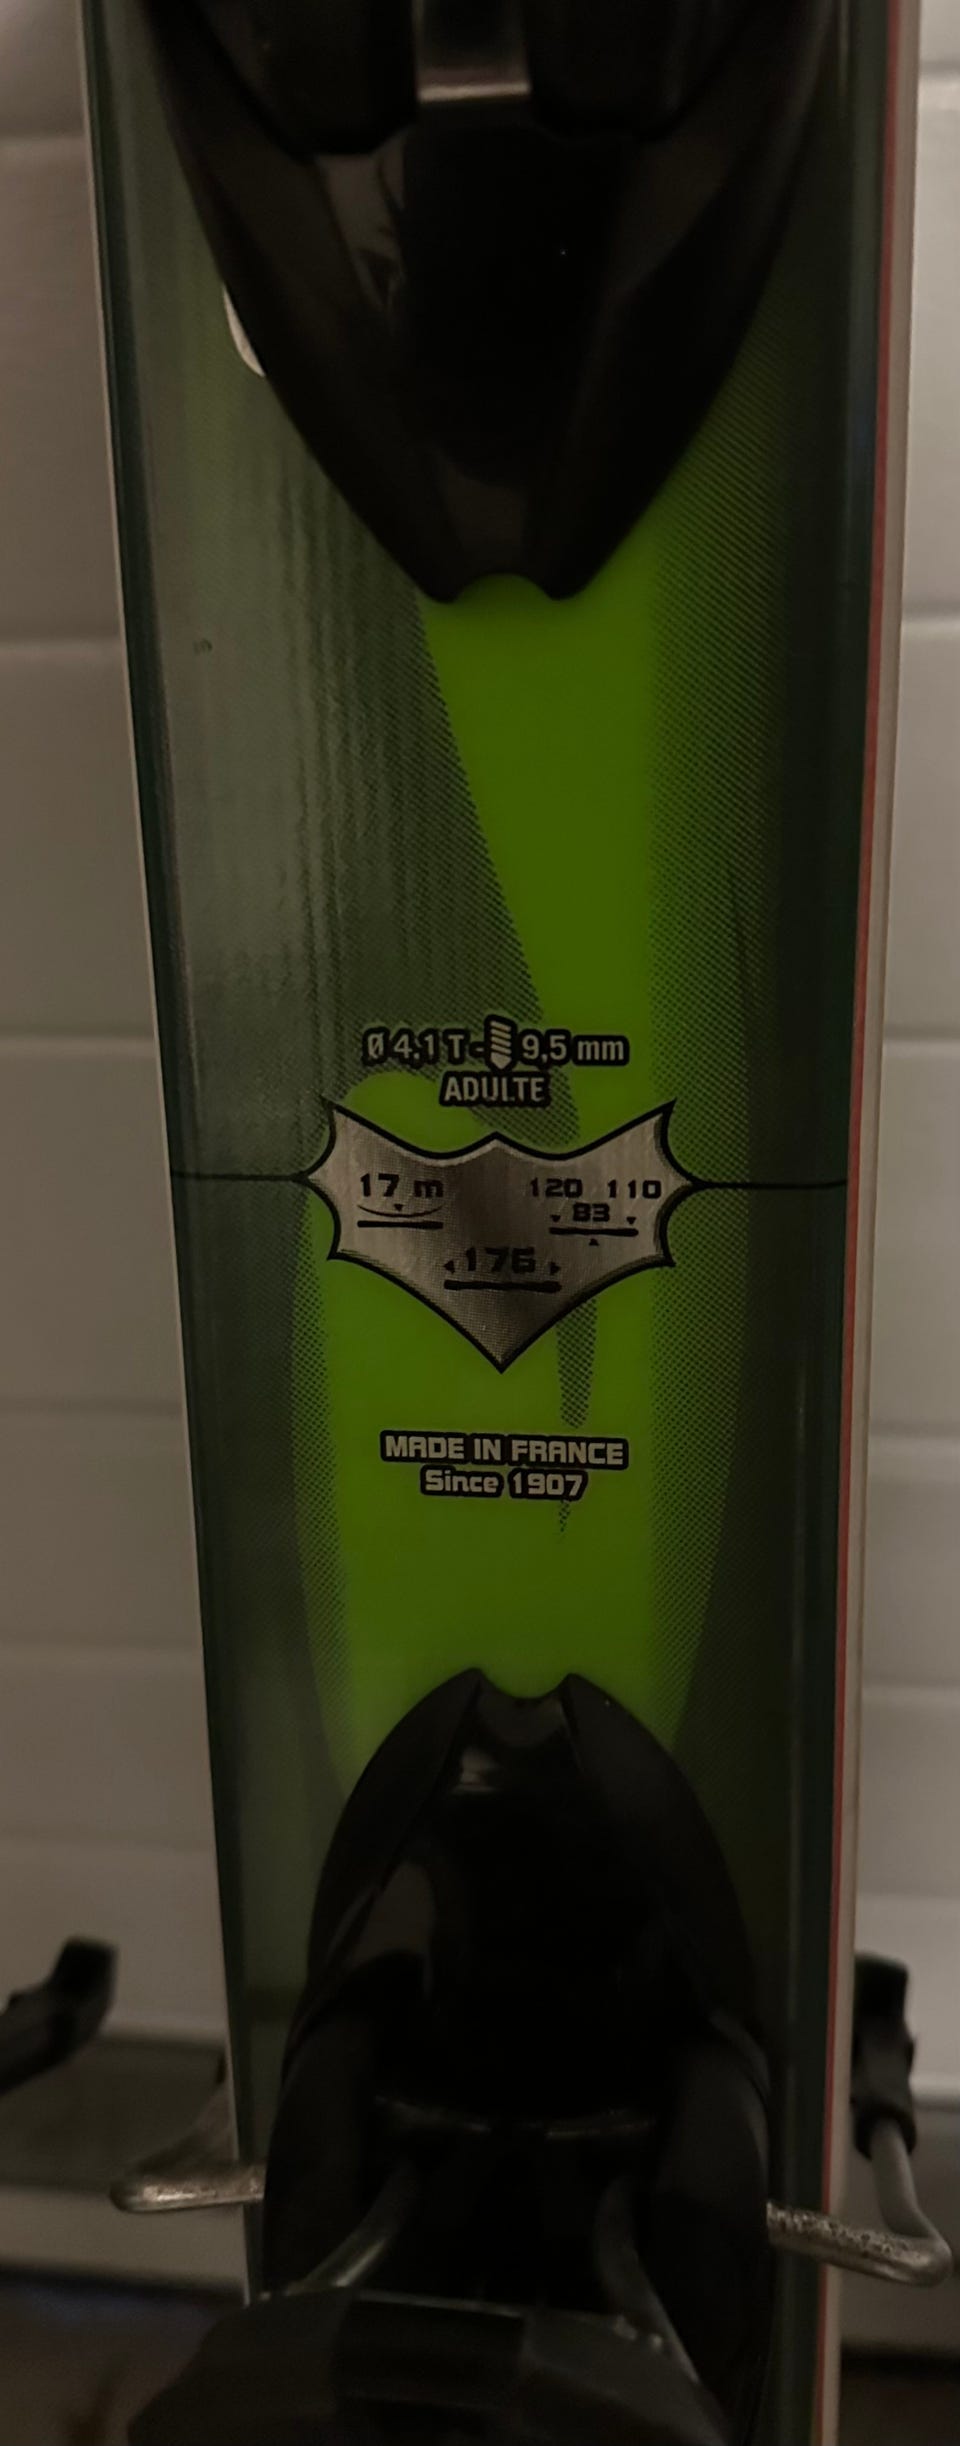 Ø 4,1 T - 9,5 mm
ADULTE
17 m
120 110
83
176
MADE IN FRANCE
Since 1907